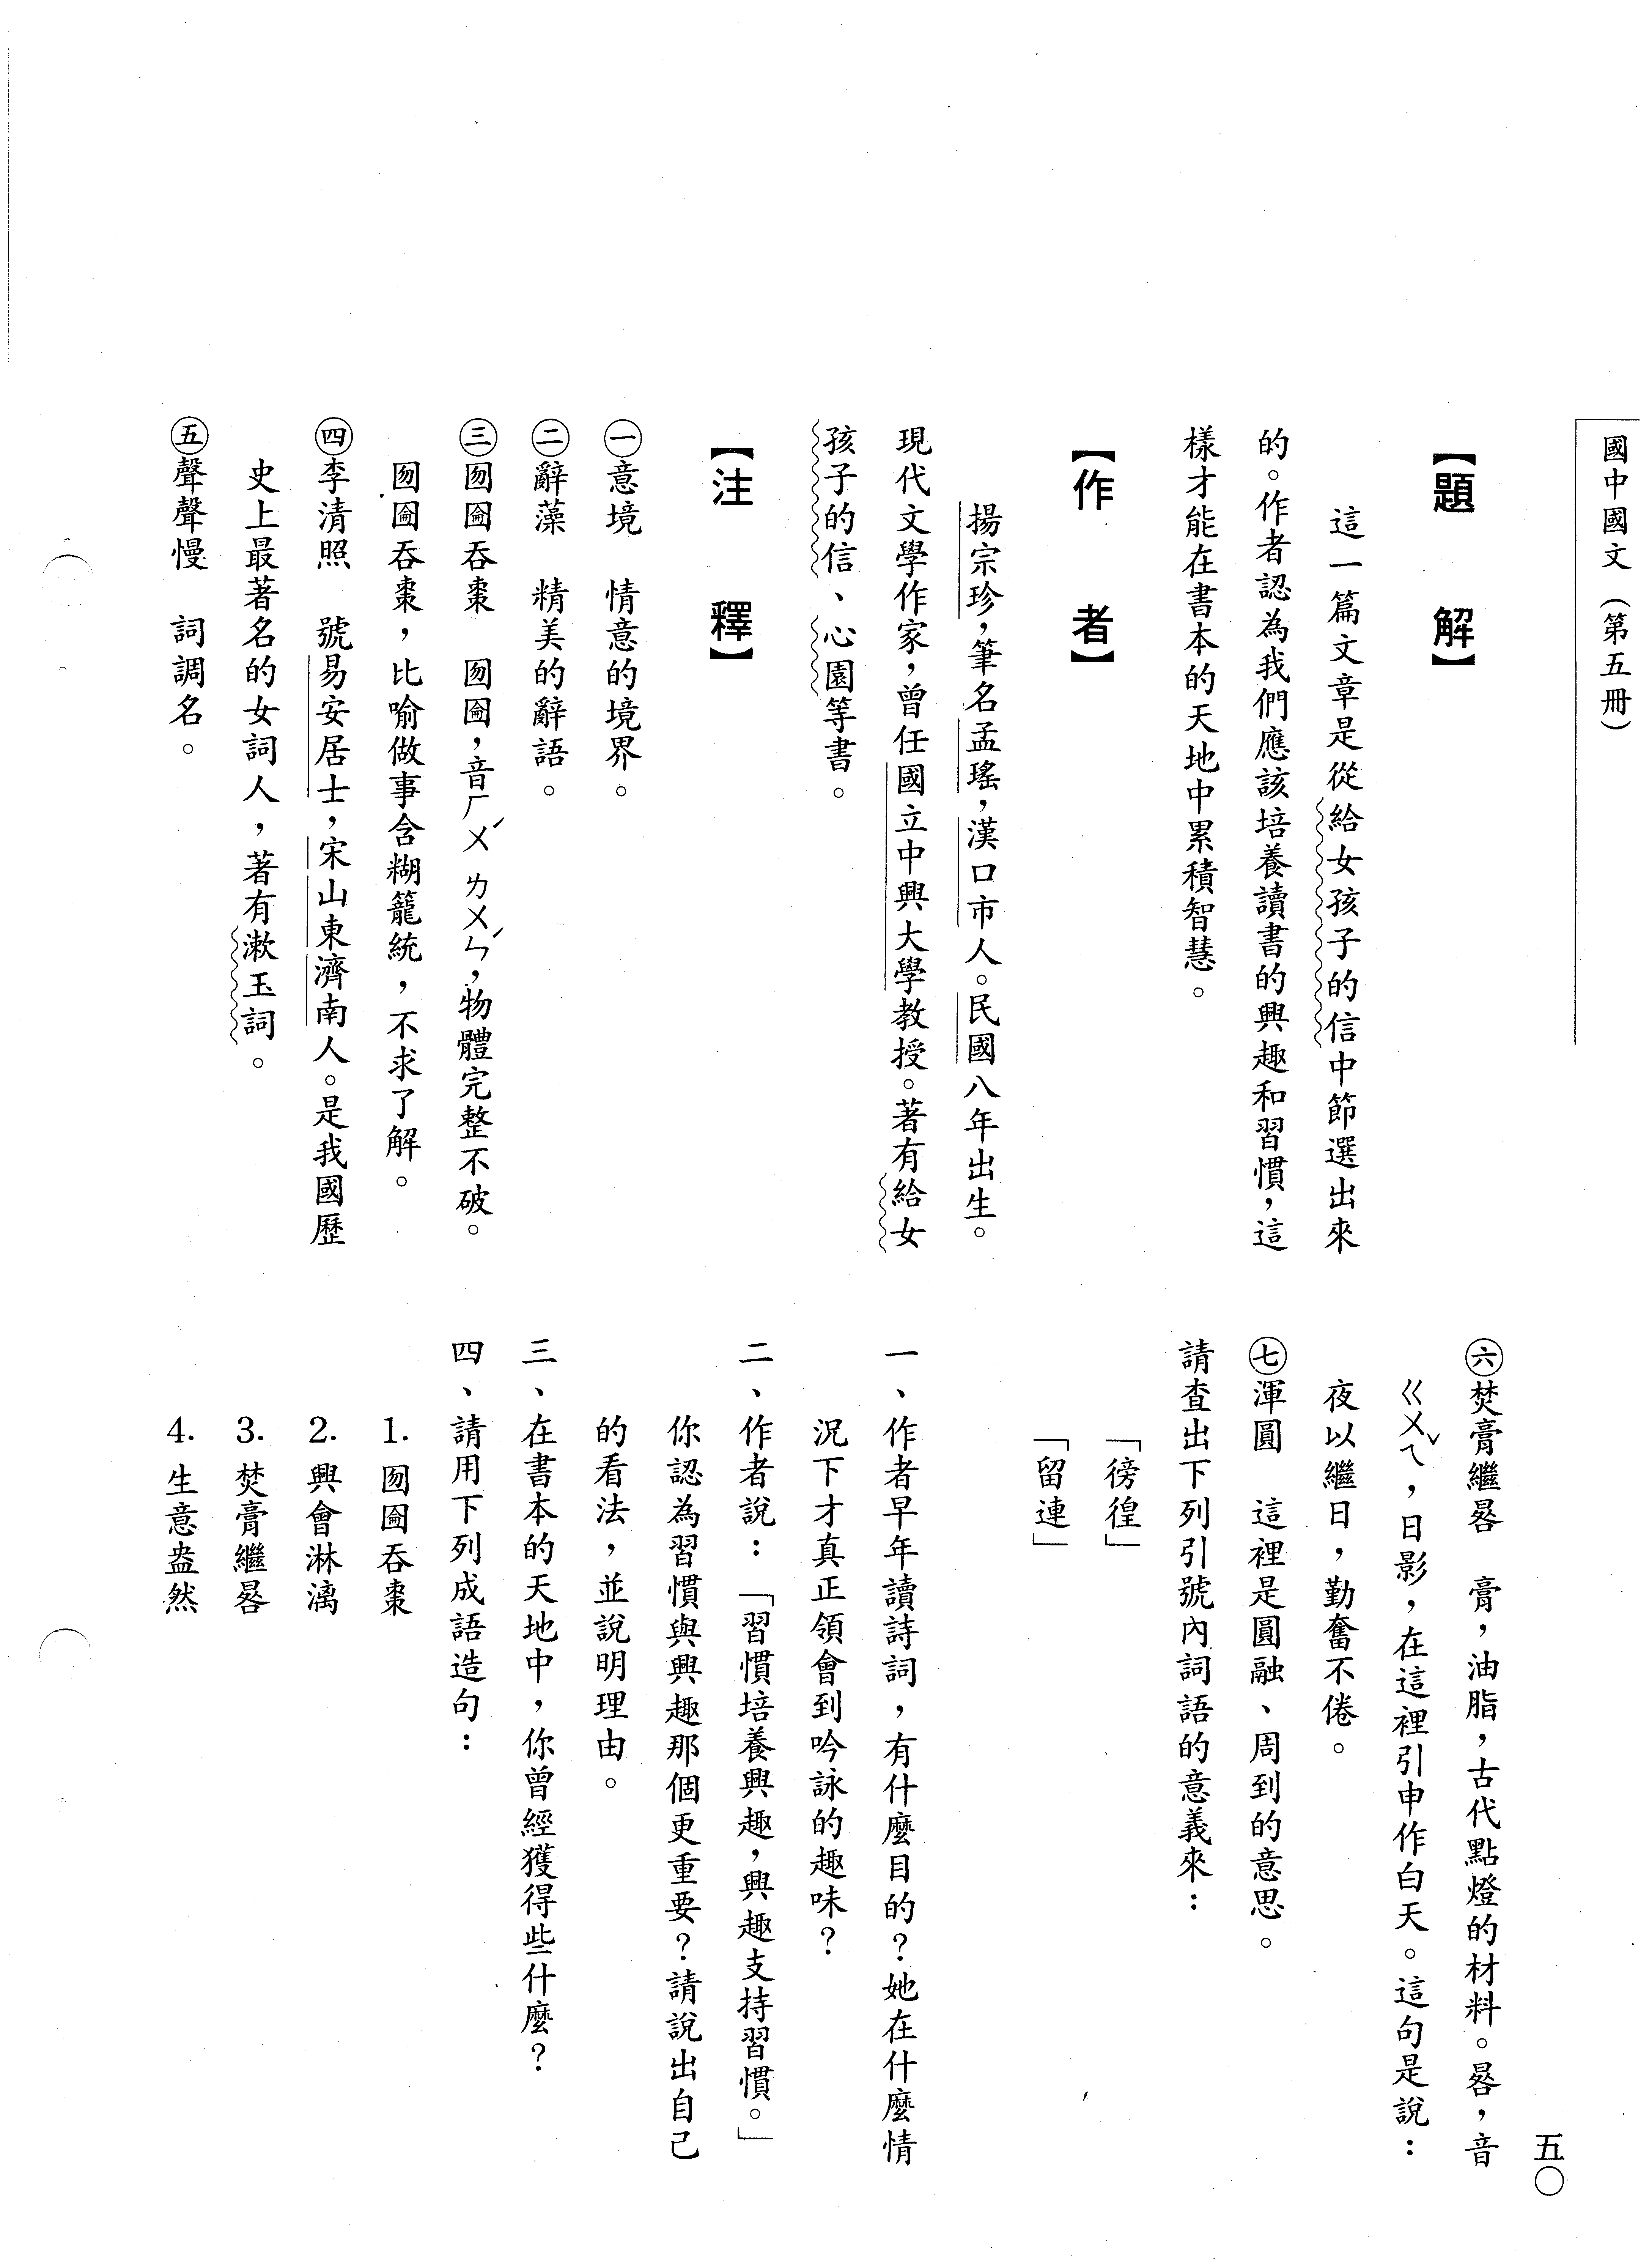 國中國文（第五冊）
【題　解】
這一篇文章是從給女孩子的信中節選出來
的。作者認為我們應該培養讀書的興趣和習慣，這
樣才能在書本的天地中累積智慧。
【作　者】
揚宗珍，筆名孟瑤，漢口市人。民國八年出生。
現代文學作家，曾任國立中興大學教授。著有給女
孩子的信、心園等書。
【注　釋】
㊀意境　情意的境界。
㊁辭藻　精美的辭語。
㊂囫圇吞棗　囫圇，音ㄏㄨˊ ㄌㄨㄣˊ，物體完整不破。
囫圇吞棗，比喻做事含糊籠統，不求了解。
㊃李清照　號易安居士，宋山東濟南人。是我國歷
史上最著名的女詞人，著有漱玉詞。
㊄聲聲慢　詞調名。
㊅焚膏繼晷　膏，油脂，古代點燈的材料。晷，音
ㄍㄨㄟˇ，日影，在這裡引申作白天。這句是說：
夜以繼日，勤奮不倦。
㊆渾圓　這裡是圓融、周到的意思。
請查出下列引號內詞語的意義來：
「徬徨」
「留連」
一、作者早年讀詩詞，有什麼目的？她在什麼情
況下才真正領會到吟詠的趣味？
二、作者說：「習慣培養興趣，興趣支持習慣。」
你認為習慣與興趣那個更重要？請說出自己
的看法，並說明理由。
三、在書本的天地中，你曾經獲得些什麼？
四、請用下列成語造句：
1. 囫圇吞棗
2. 興會淋漓
3. 焚膏繼晷
4. 生意盎然
五〇